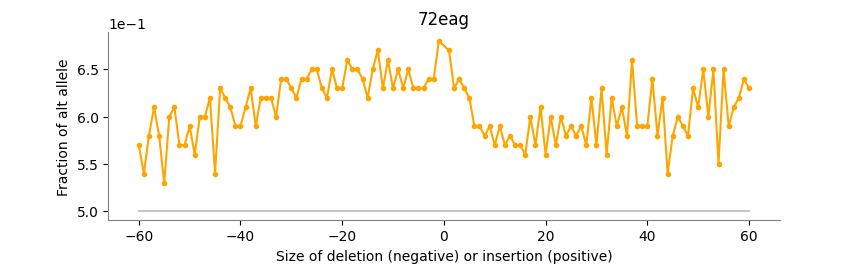 72eag
1e−1
Fraction of alt allele
6.5
6.0
5.5
5.0
−60 −40 −20 0 20 40 60
Size of deletion (negative) or insertion (positive)